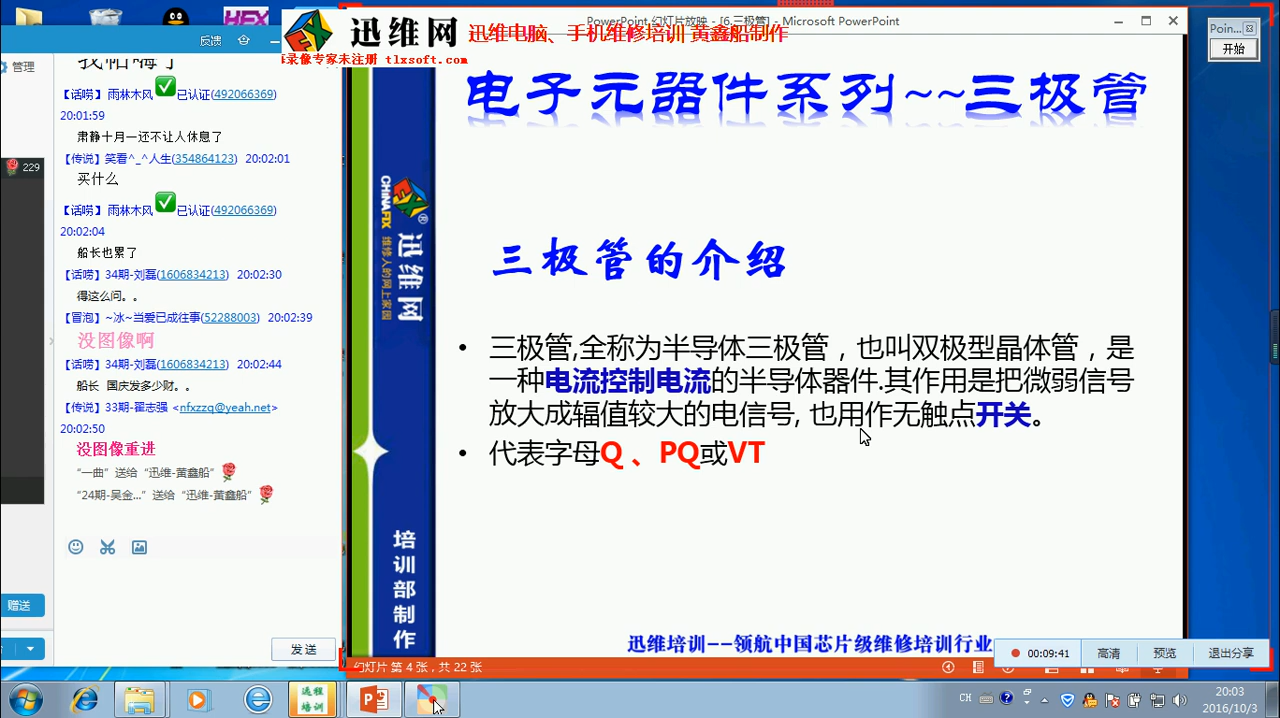 PowerPoint 幻灯片放映 - [6.三极管] - Microsoft PowerPoint
迅维网
迅维电脑、手机维修培训 黄鑫船制作
录像专家未注册 tlxsoft.com
反馈
管理
229
【话唠】雨林木风 已认证(492066369)
20:01:59
肃静十月一还不让人休息了
【传说】笑看^_^人生(354864123) 20:02:01
买什么
【话唠】雨林木风 已认证(492066369)
20:02:04
船长也累了
【话唠】34期-刘磊(1606834213) 20:02:30
得这么问。。
【冒泡】~冰~当爱已成往事(52288003) 20:02:39
没图像啊
【话唠】34期-刘磊(1606834213) 20:02:44
船长 国庆发多少财。。
【传说】33期-翟志强 <nfxzzq@yeah.net>
20:02:50
没图像重进
“一曲”送给“迅维-黄鑫船”
“24期-吴金...”送给“迅维-黄鑫船”
赠送
发送
Poin...
开始
电子元器件系列~~三极管
CHINAFIX
迅维网
维修人的网上家园
培训部制作
三极管的介绍
• 三极管,全称为半导体三极管，也叫双极型晶体管，是
一种电流控制电流的半导体器件.其作用是把微弱信号
放大成辐值较大的电信号, 也用作无触点开关。
• 代表字母Q 、PQ或VT
迅维培训--领航中国芯片级维修培训行业
00:09:41
高清
预览
退出分享
幻灯片 第 4 张，共 22 张
远程
培训
CH
20:03
2016/10/3